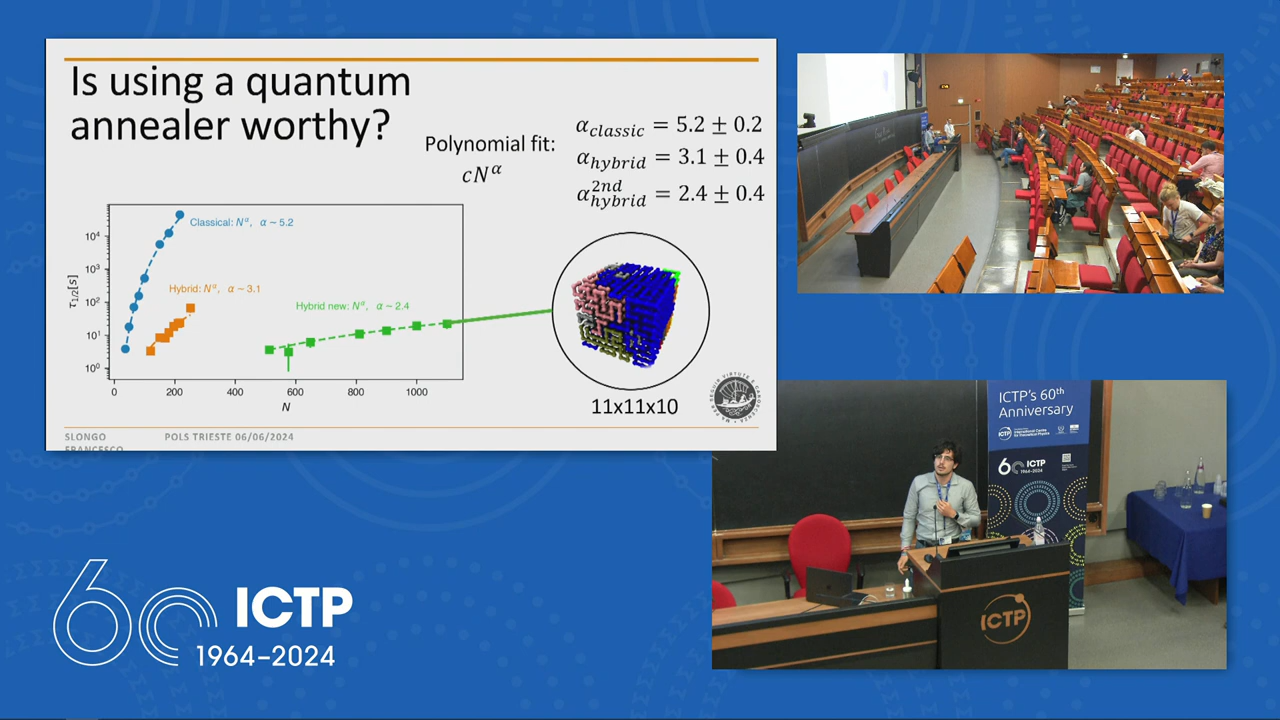 Is using a quantum
annealer worthy?
Polynomial fit:
cN^α
α_classic = 5.2 ± 0.2
α_hybrid = 3.1 ± 0.4
α_hybrid^2nd = 2.4 ± 0.4
Classical: N^α, α ~ 5.2
Hybrid: N^α, α ~ 3.1
Hybrid new: N^α, α ~ 2.4
τ_1/2[s]
10^4
10^3
10^2
10^1
10^0
0 200 400 600 800 1000
N
11x11x10
SLONGO
FRANCESCO
POLS TRIESTE 06/06/2024
ICTP's 60th
Anniversary
ICTP
60 ICTP
1964-2024
ICTP
60 ICTP
1964-2024